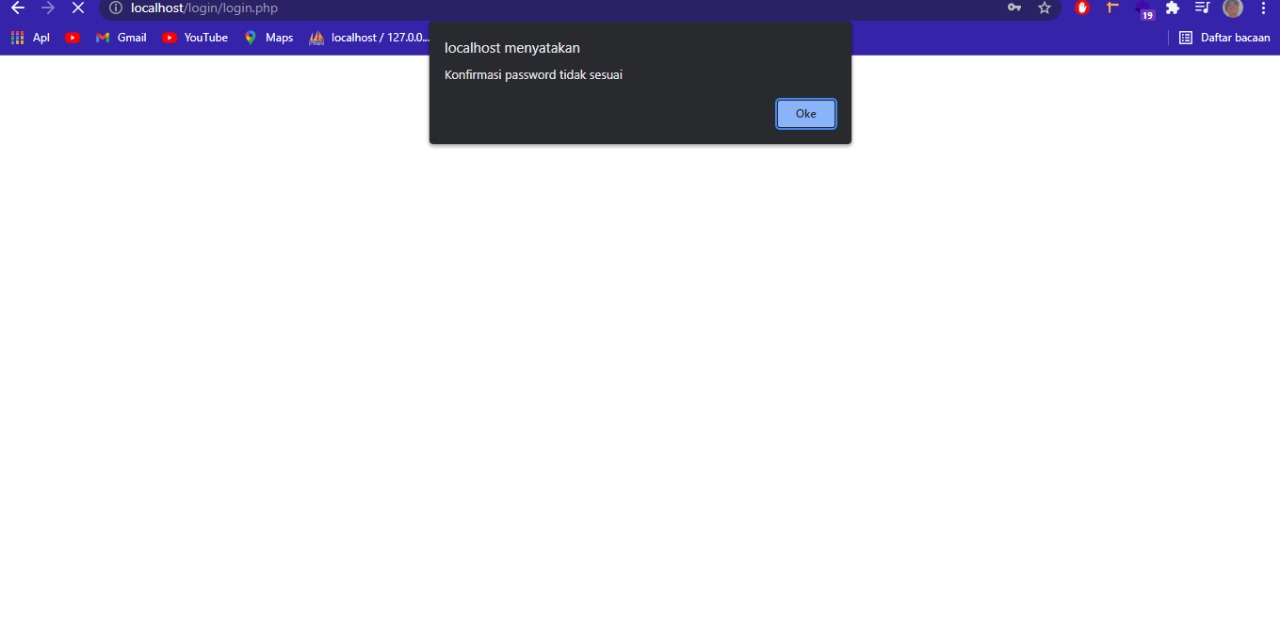 localhost/login/login.php
19
Apl Gmail YouTube Maps localhost / 127.0.0... Daftar bacaan
localhost menyatakan
Konfirmasi password tidak sesuai
Oke